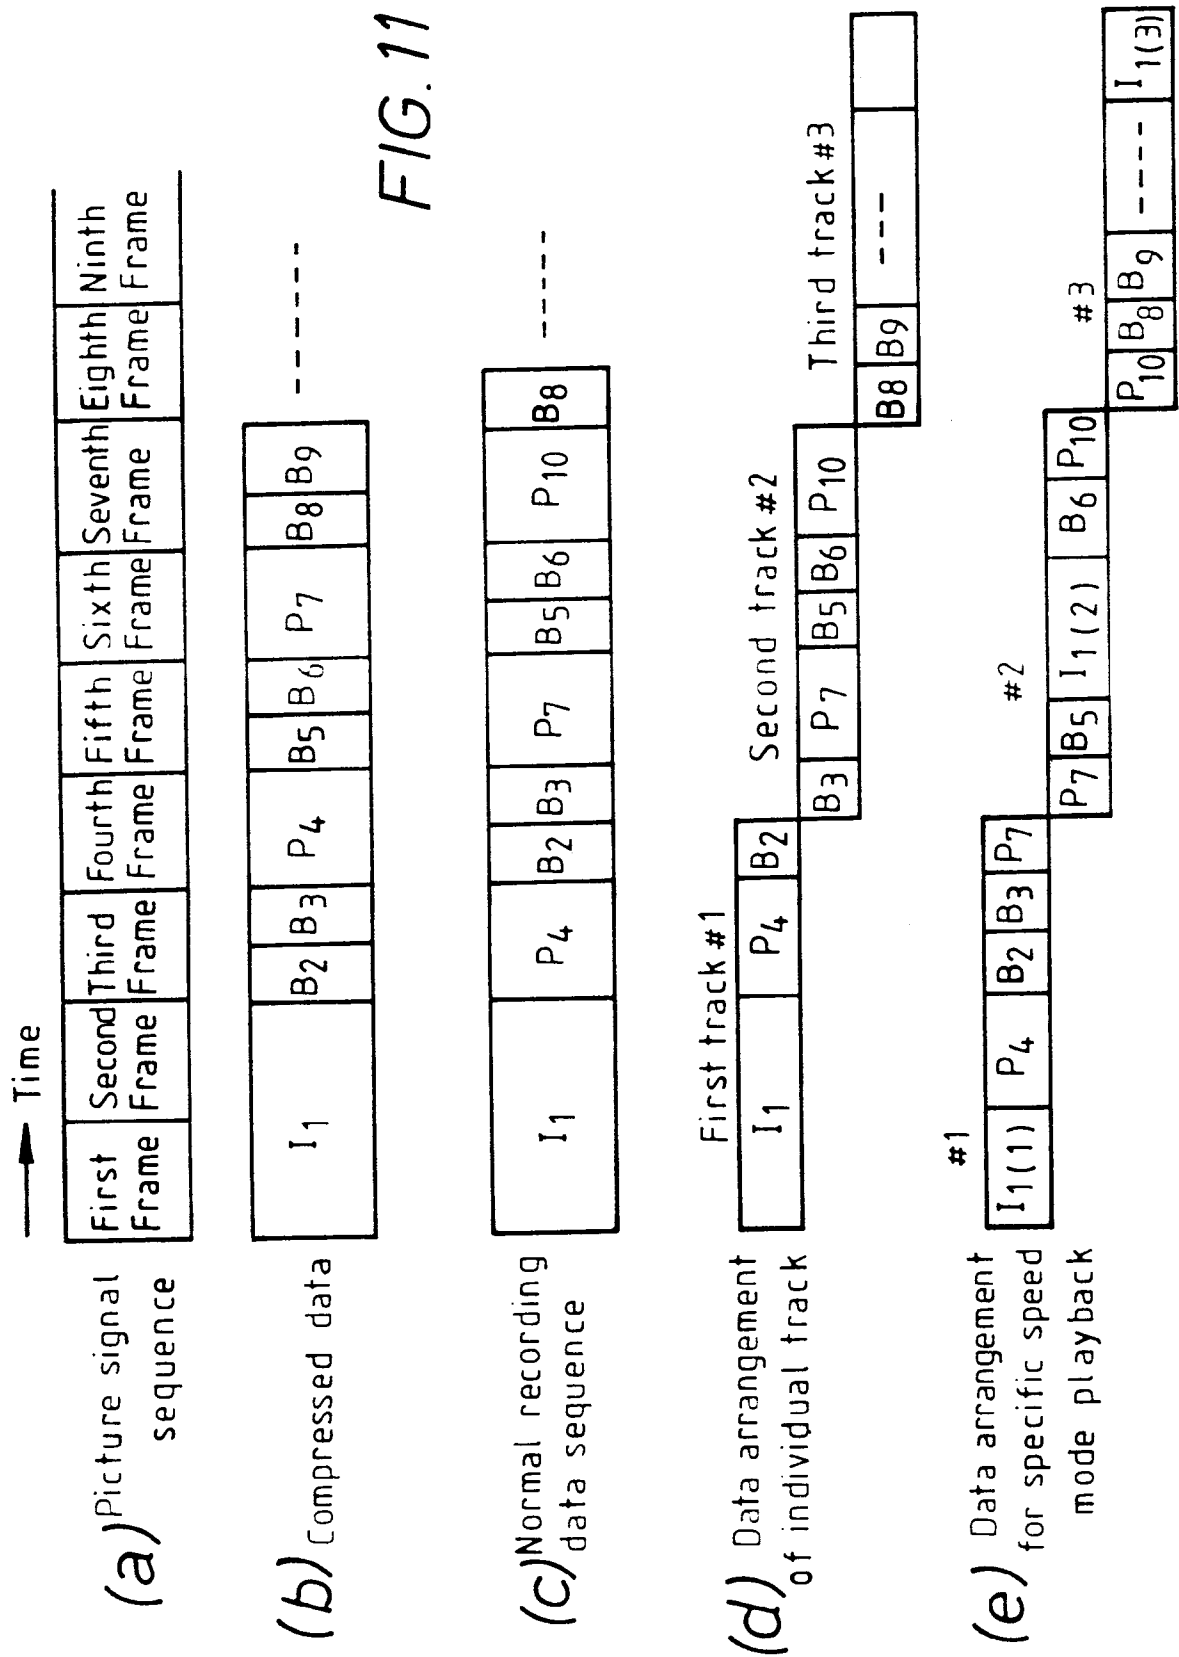 FIG. 11
Time
(a) Picture signal
sequence
First Frame Second Frame Third Frame Fourth Frame Fifth Frame Sixth Frame Seventh Frame Eighth Frame Ninth Frame
(b) Compressed data
I1 B2 B3 P4 B5 B6 P7 B8 B9 -----
(c) Normal recording
data sequence
I1 P4 B2 B3 P7 B5 B6 P10 B8 -----
(d) Data arrangement
of individual track
First track #1
I1 P4 B2
Second track #2
B3 P7 B5 B6 P10
Third track #3
B8 B9 ---
(e) Data arrangement
for specific speed
mode playback
#1
I1(1) P4 B2 B3 P7
#2
P7 B5 I1(2) B6 P10
#3
P10 B8 B9 ---- I1(3)